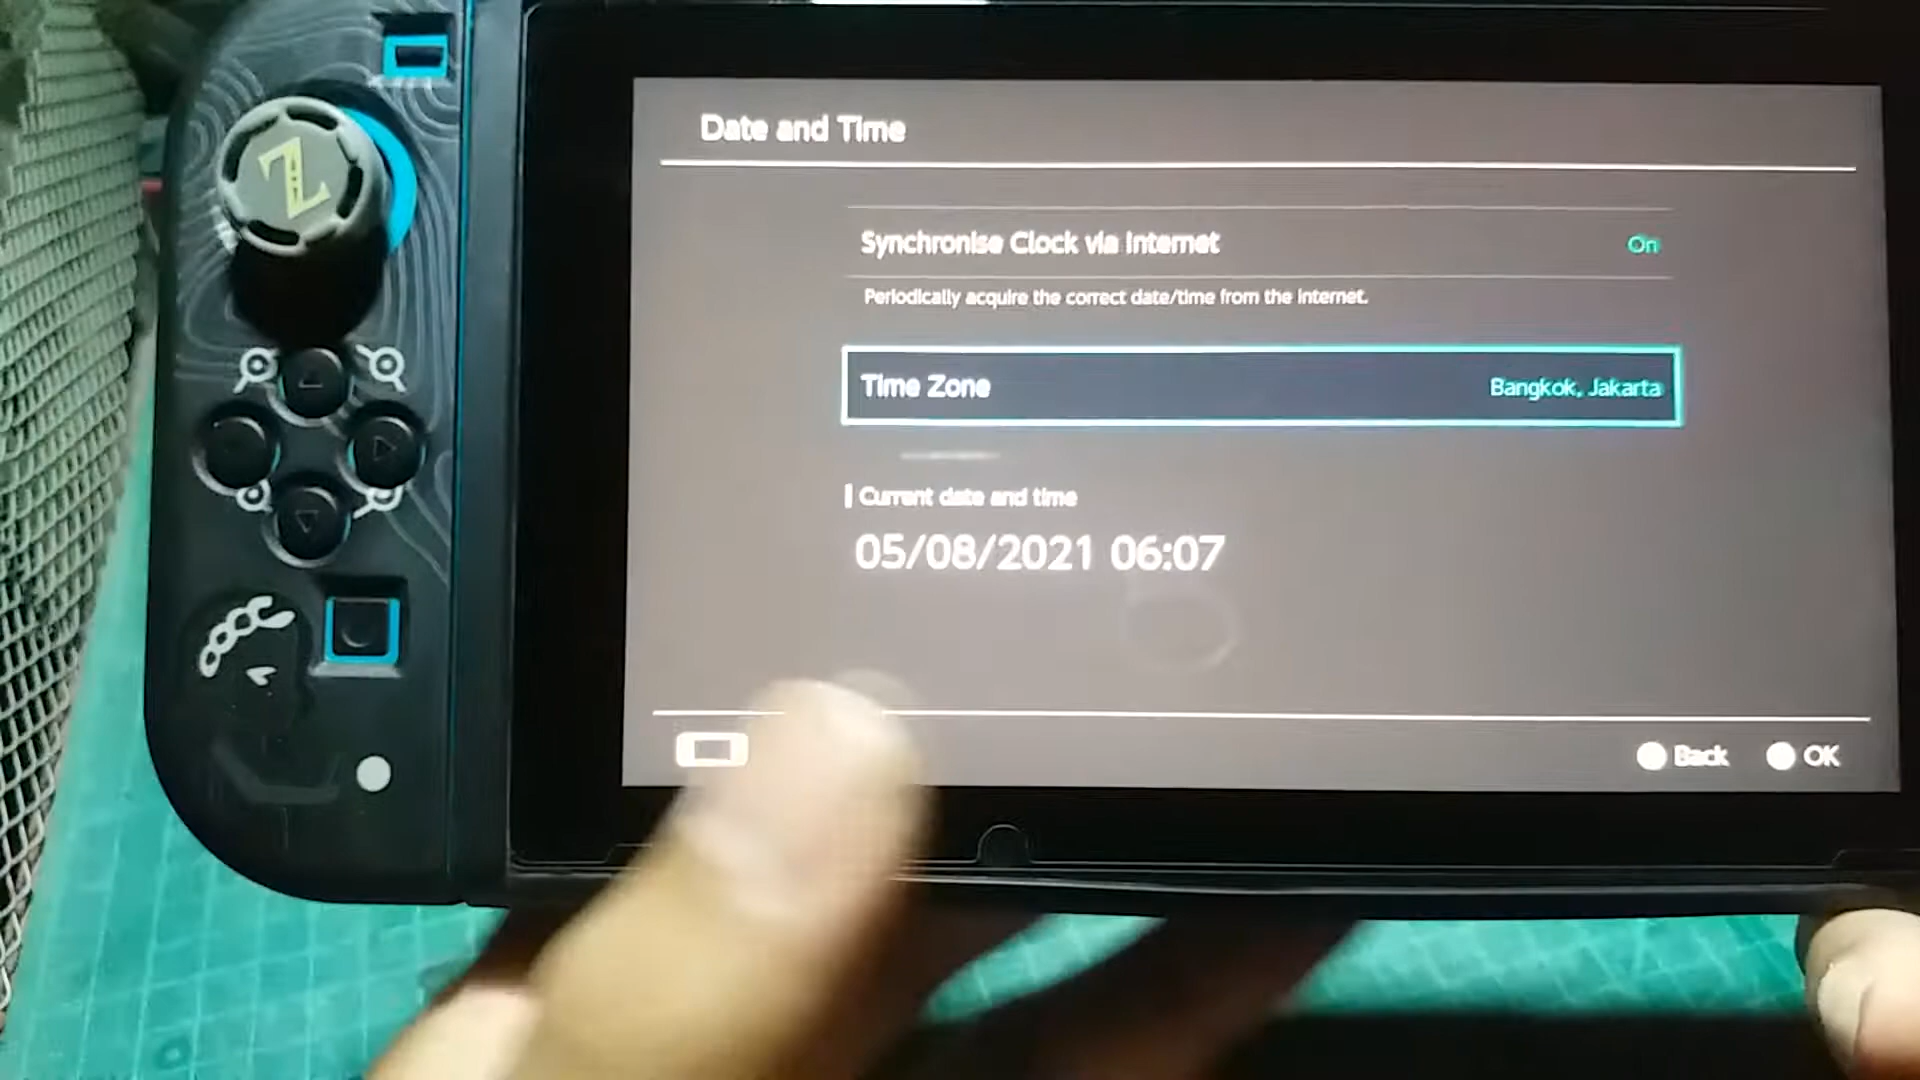 Z
Date and Time
Synchronise Clock via Internet On
Periodically acquire the correct date/time from the Internet.
Time Zone Bangkok, Jakarta
Current date and time
05/08/2021 06:07
Back OK